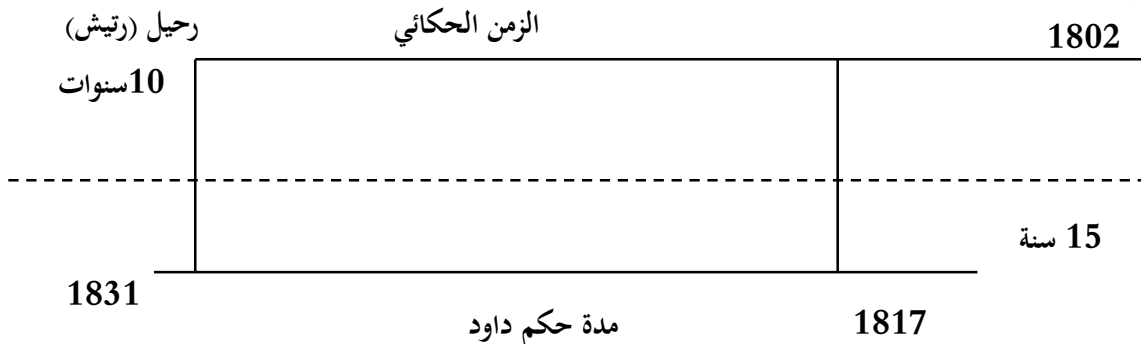 1802
الزمن الحكائي
رحيل (رتيش)
10سنوات
15 سنة
1817
مدة حكم داود
1831